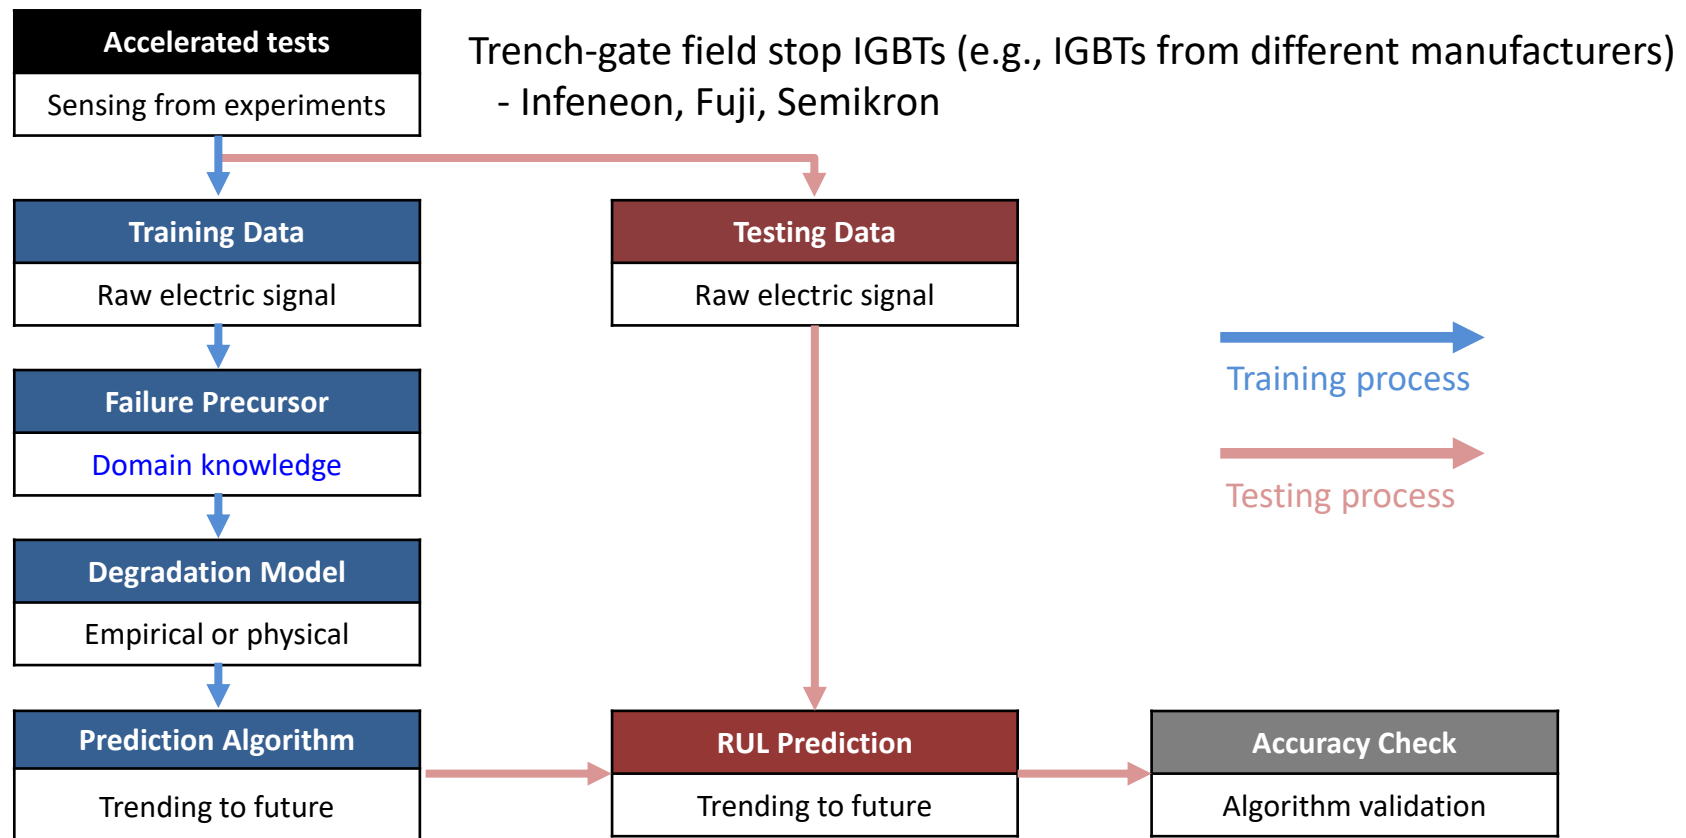 Accelerated tests
Sensing from experiments
Trench-gate field stop IGBTs (e.g., IGBTs from different manufacturers)
- Infeneon, Fuji, Semikron
Training Data
Raw electric signal
Testing Data
Raw electric signal
Training process
Testing process
Failure Precursor
Domain knowledge
Degradation Model
Empirical or physical
Prediction Algorithm
Trending to future
RUL Prediction
Trending to future
Accuracy Check
Algorithm validation